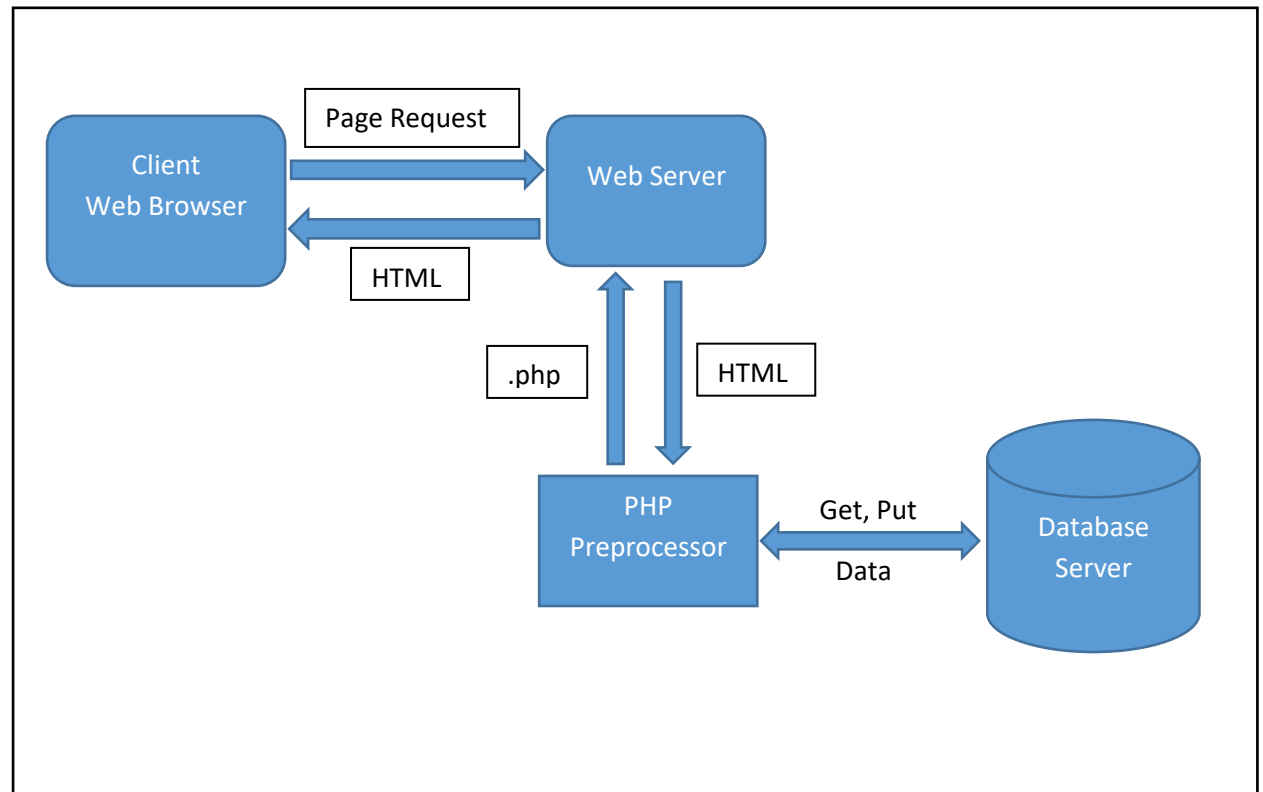 Page Request
Client
Web Browser
Web Server
HTML
.php
HTML
PHP
Preprocessor
Get, Put
Data
Database
Server